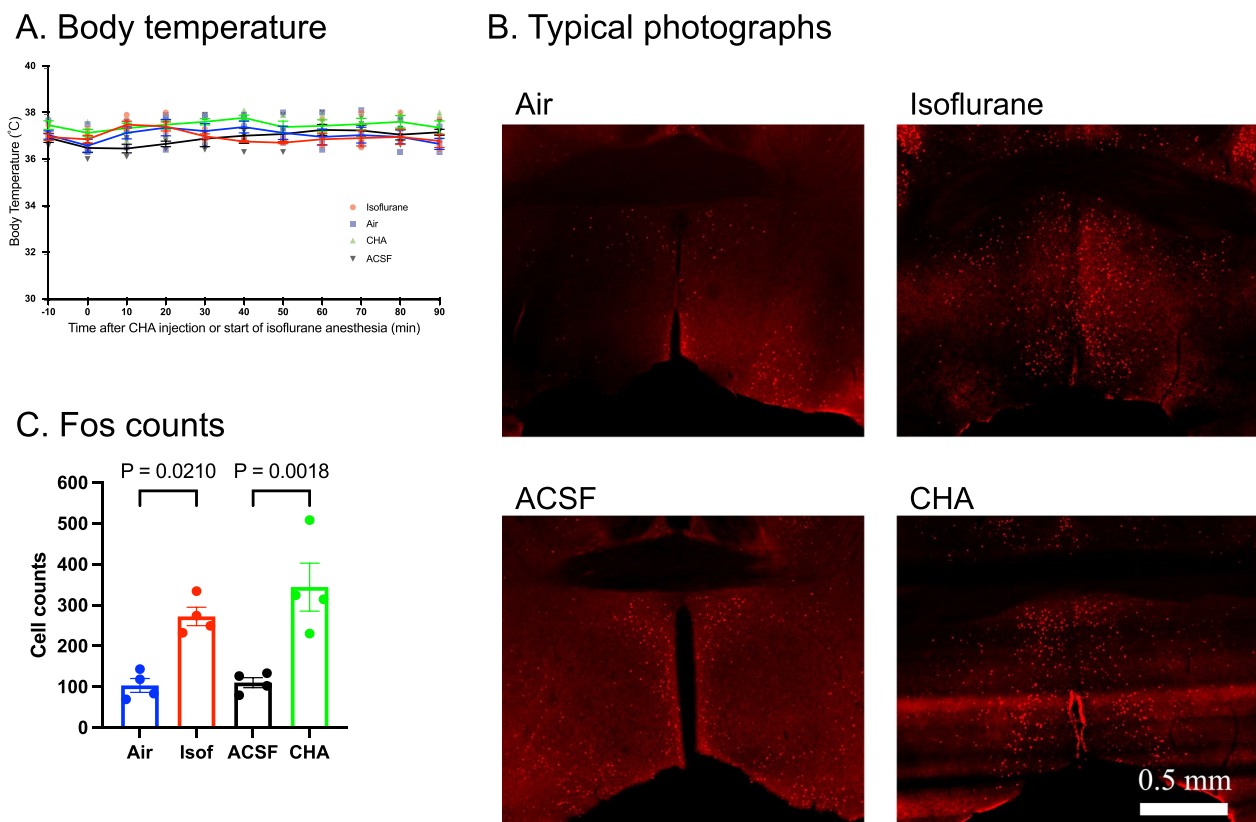 A. Body temperature
40
38
36
34
32
30
Body Temperature (°C)
-10 0 10 20 30 40 50 60 70 80 90
Time after CHA injection or start of isoflurane anesthesia (min)
Isoflurane
Air
CHA
ACSF
B. Typical photographs
Air
Isoflurane
ACSF
CHA
0.5 mm
C. Fos counts
P = 0.0210 P = 0.0018
600
500
400
300
200
100
0
Cell counts
Air Isof ACSF CHA